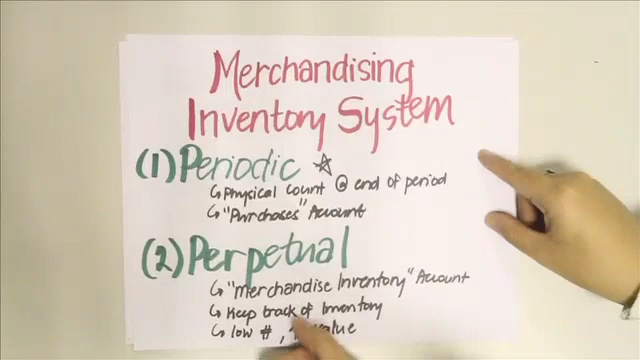 Merchandising
Inventory System
(1) Periodic ☆
↳ Physical count @ end of period
↳ "Purchases" Account
(2) Perpetual
↳ "Merchandise Inventory" Account
↳ Keep track of Inventory
↳ low #, value